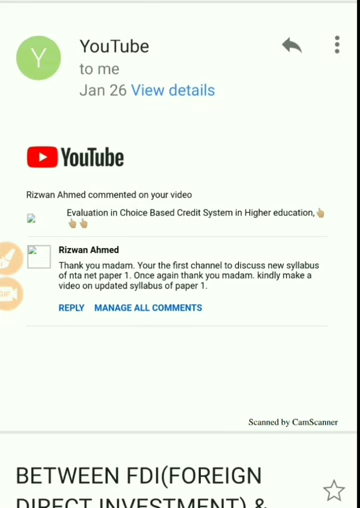 Y
YouTube
to me
Jan 26 View details
YouTube
Rizwan Ahmed commented on your video
Evaluation in Choice Based Credit System in Higher education,👆
👆👆
Rizwan Ahmed
Thank you madam. Your the first channel to discuss new syllabus
of nta net paper 1. Once again thank you madam. kindly make a
video on updated syllabus of paper 1.
REPLY MANAGE ALL COMMENTS
Scanned by CamScanner
BETWEEN FDI(FOREIGN
DIRECT INVESTMENT) &